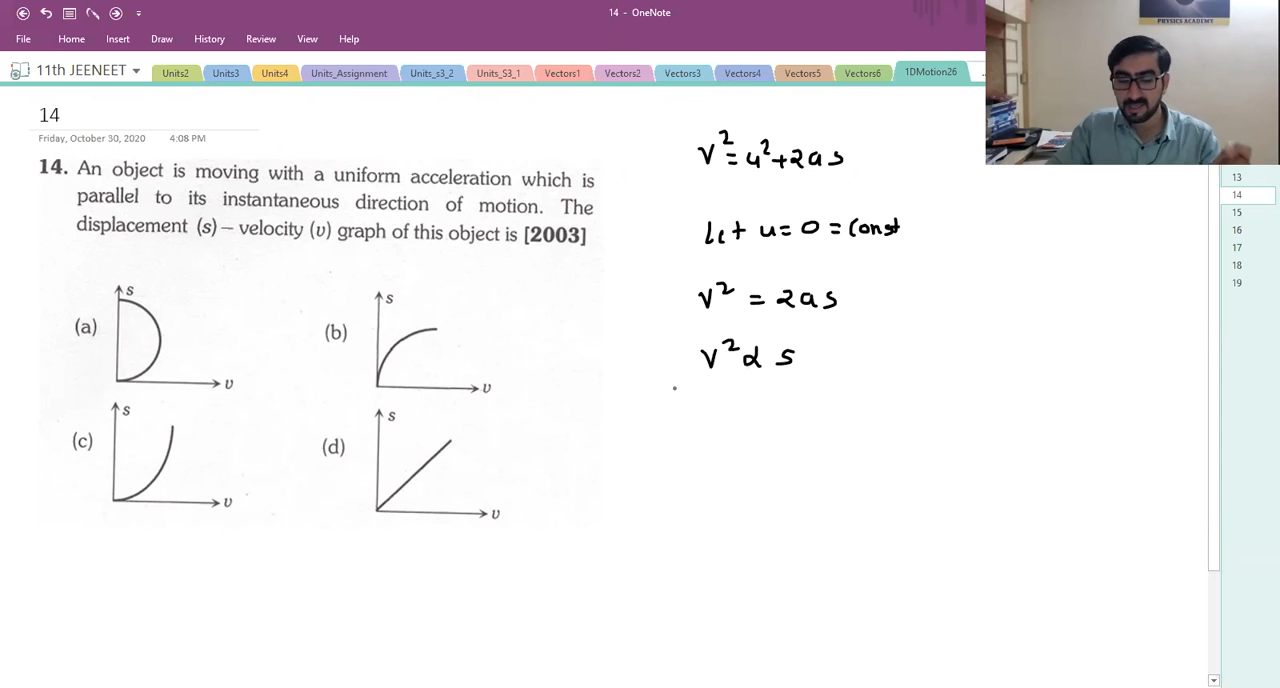 14 - OneNote
File Home Insert Draw History Review View Help
11th JEENEET Units2 Units3 Units4 Units_Assignment Units_s3_2 Units_S3_1 Vectors1 Vectors2 Vectors3 Vectors4 Vectors5 Vectors6 1DMotion26
PHYSICS ACADEMY
14
Friday, October 30, 2020 4:08 PM
14. An object is moving with a uniform acceleration which is
parallel to its instantaneous direction of motion. The
displacement (s) – velocity (v) graph of this object is [2003]
(a) s v
(b) s v
(c) s v
(d) s v
v² = u² + 2as
Let u = 0 = Const
v² = 2as
v² α s
13
14
15
16
17
18
19